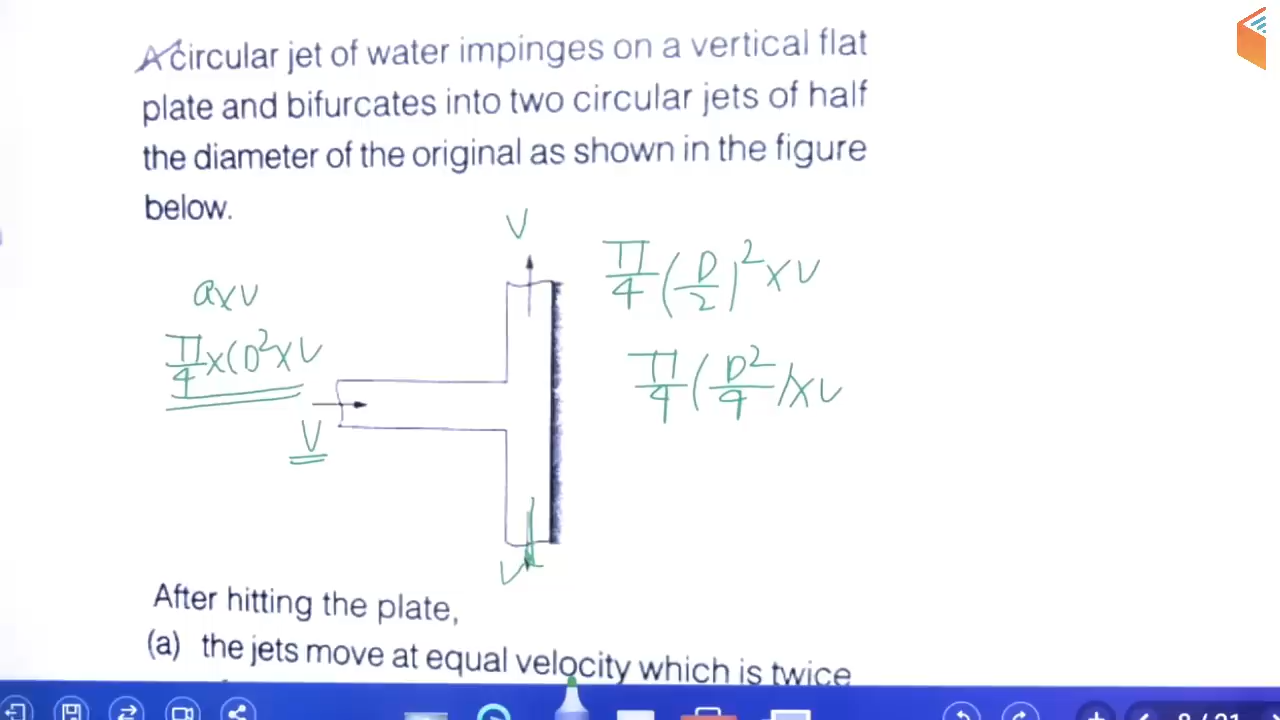 A circular jet of water impinges on a vertical flat
plate and bifurcates into two circular jets of half
the diameter of the original as shown in the figure
below.
V
π/4 (D/2)² × V
a×V
π/4 ×(D² × V
π/4 (D²/4)×V
V
V
After hitting the plate,
(a) the jets move at equal velocity which is twice